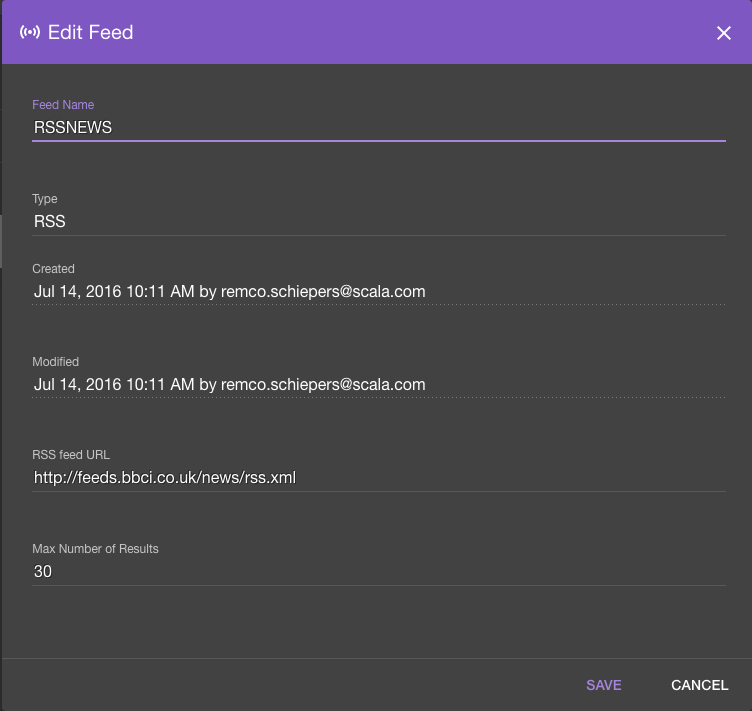 Edit Feed
Feed Name
RSSNEWS
Type
RSS
Created
Jul 14, 2016 10:11 AM by remco.schiepers@scala.com
Modified
Jul 14, 2016 10:11 AM by remco.schiepers@scala.com
RSS feed URL
http://feeds.bbci.co.uk/news/rss.xml
Max Number of Results
30
SAVE CANCEL